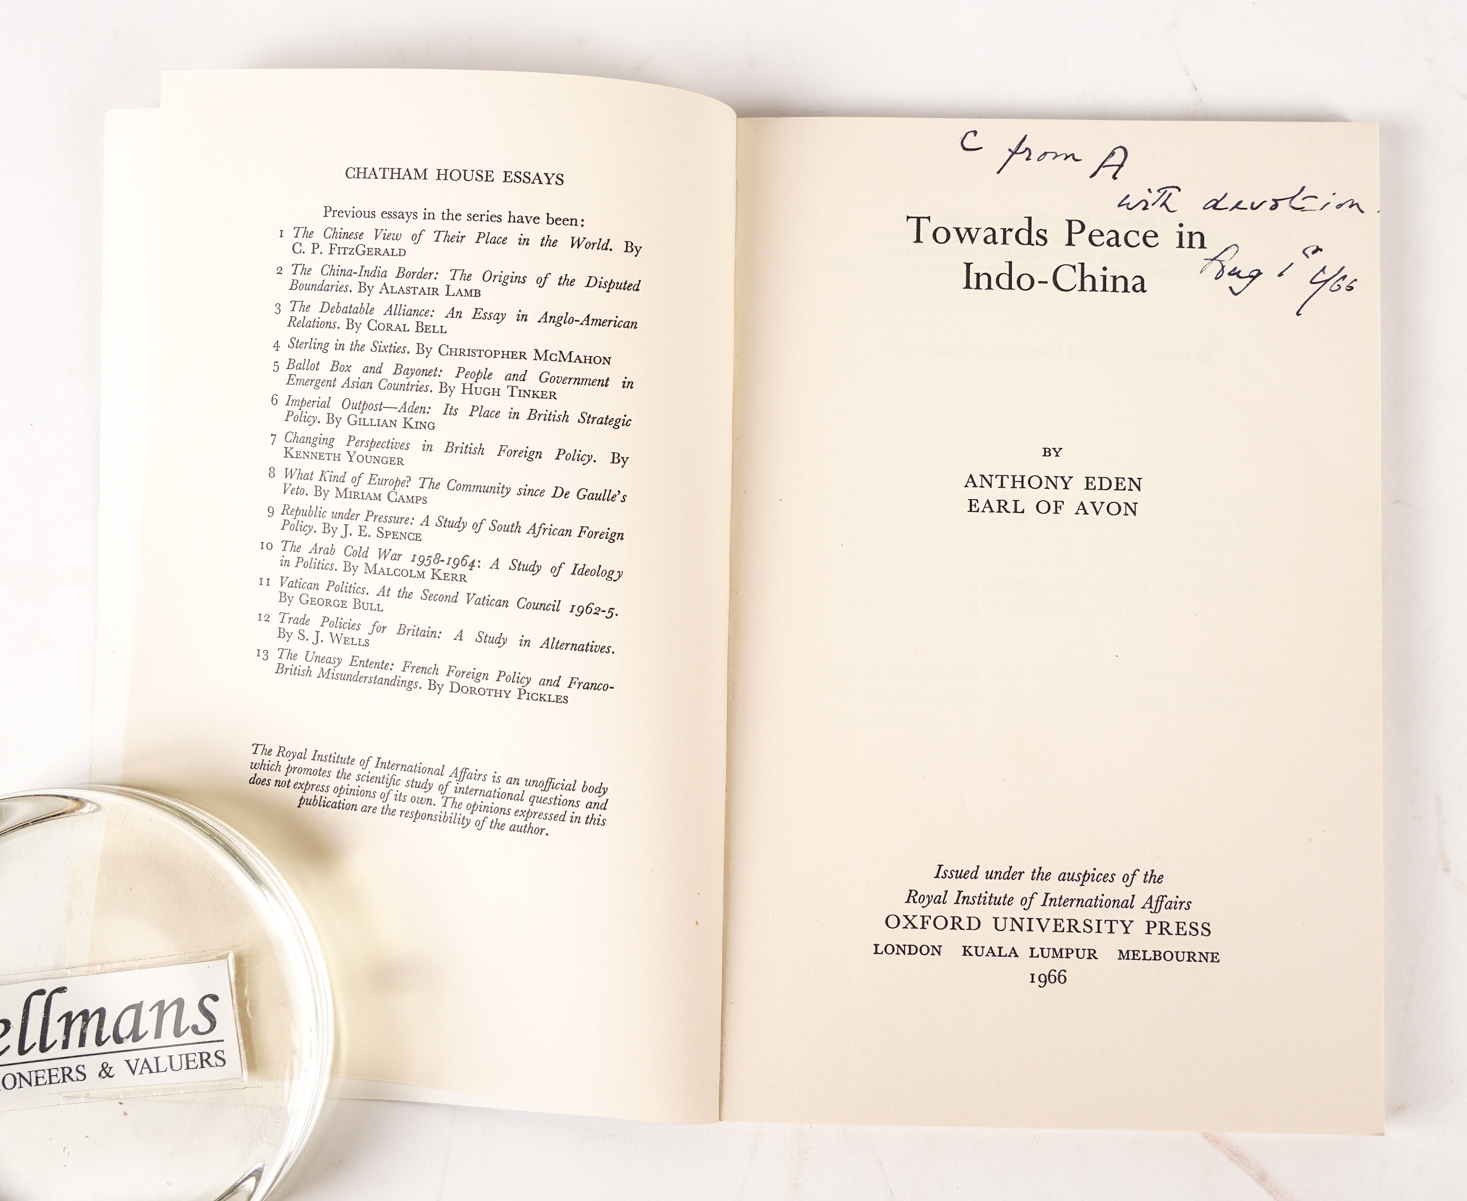 CHATHAM HOUSE ESSAYS
Previous essays in the series have been:
1 The Chinese View of Their Place in the World. By
C. P. FITZGERALD
2 The China-India Border: The Origins of the Disputed
Boundaries. By ALASTAIR LAMB
3 The Debatable Alliance: An Essay in Anglo-American
Relations. By CORAL BELL
4 Sterling in the Sixties. By CHRISTOPHER MCMAHON
5 Ballot Box and Bayonet: People and Government in
Emergent Asian Countries. By HUGH TINKER
6 Imperial Outpost—Aden: Its Place in British Strategic
Policy. By GILLIAN KING
7 Changing Perspectives in British Foreign Policy. By
KENNETH YOUNGER
8 What Kind of Europe? The Community since De Gaulle's
Veto. By MIRIAM CAMPS
9 Republic under Pressure: A Study of South African Foreign
Policy. By J. E. SPENCE
10 The Arab Cold War 1958-1964: A Study of Ideology
in Politics. By MALCOLM KERR
11 Vatican Politics. At the Second Vatican Council 1962-5.
By GEORGE BULL
12 Trade Policies for Britain: A Study in Alternatives.
By S. J. WELLS
13 The Uneasy Entente: French Foreign Policy and Franco-
British Misunderstandings. By DOROTHY PICKLES
The Royal Institute of International Affairs is an unofficial body
which promotes the scientific study of international questions and
does not express opinions of its own. The opinions expressed in this
publication are the responsibility of the author.
ellmans
IONEERS & VALUERS
C from A
with devotion.
Towards Peace in
Aug 1st
Indo-China
BY
ANTHONY EDEN
EARL OF AVON
Issued under the auspices of the
Royal Institute of International Affairs
OXFORD UNIVERSITY PRESS
LONDON KUALA LUMPUR MELBOURNE
1966